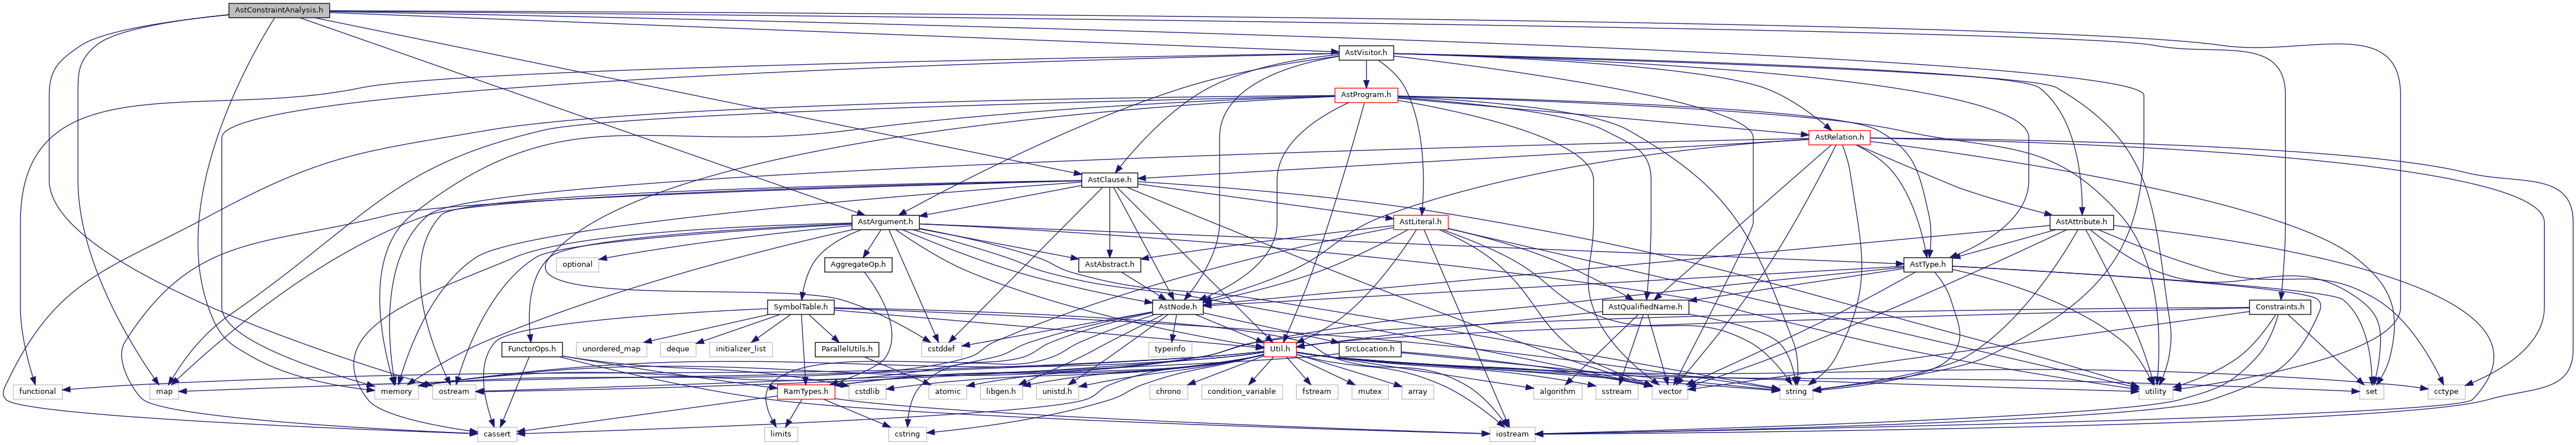 AstConstraintAnalysis.h
AstVisitor.h
AstProgram.h
AstRelation.h
AstClause.h
AstArgument.h
AstLiteral.h
AstAttribute.h
optional
AggregateOp.h
AstAbstract.h
AstType.h
SymbolTable.h
AstNode.h
AstQualifiedName.h
Constraints.h
FunctorOps.h
unordered_map
deque
initializer_list
ParallelUtils.h
cstddef
typeinfo
Util.h
SrcLocation.h
functional
map
memory
ostream
RamTypes.h
cstdlib
atomic
libgen.h
unistd.h
chrono
condition_variable
fstream
mutex
array
algorithm
sstream
vector
string
utility
set
cctype
cassert
limits
cstring
iostream